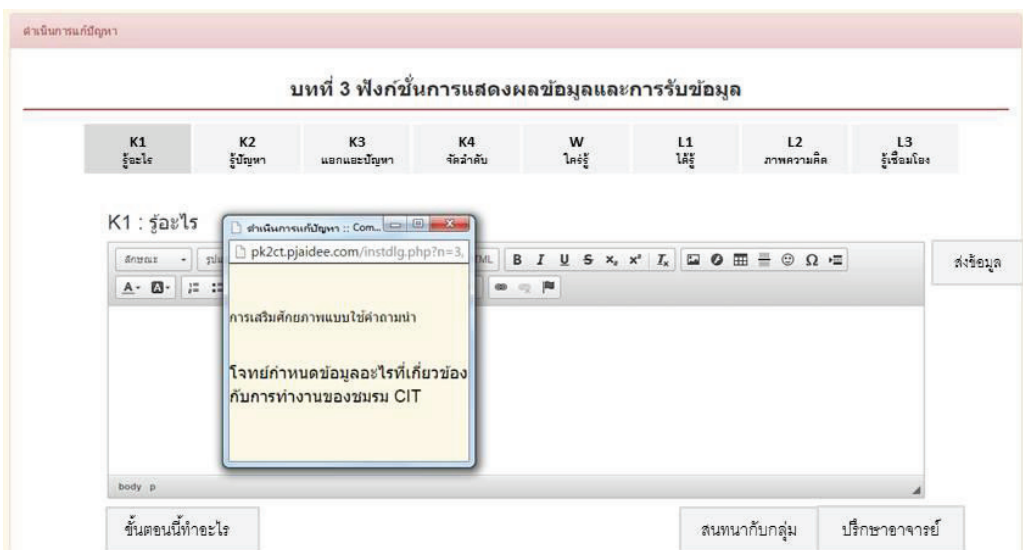 ดำเนินการแก้ปัญหา
บทที่ 3 ฟังก์ชั่นการแสดงผลข้อมูลและการรับข้อมูล
K1 K2 K3 K4 W L1 L2 L3
รู้อะไร รู้ปัญหา แยกแยะปัญหา จัดลำดับ ใคร่รู้ ได้รู้ ภาพความคิด รู้เชื่อมโยง
K1 : รู้อะไร
ดำเนินการแก้ปัญหา :: Com...
pk2ct.pjaidee.com/instdlg.php?n=3,
ลักษณะ
B I U S x₂ x² Iₓ Ω
ส่งข้อมูล
A A
การเสริมศักยภาพแบบใช้คำถามนำ
โจทย์กำหนดข้อมูลอะไรที่เกี่ยวข้อง
กับการทำงานของชมรม CIT
body p
ขั้นตอนนี้ทำอะไร สนทนากับกลุ่ม ปรึกษาอาจารย์